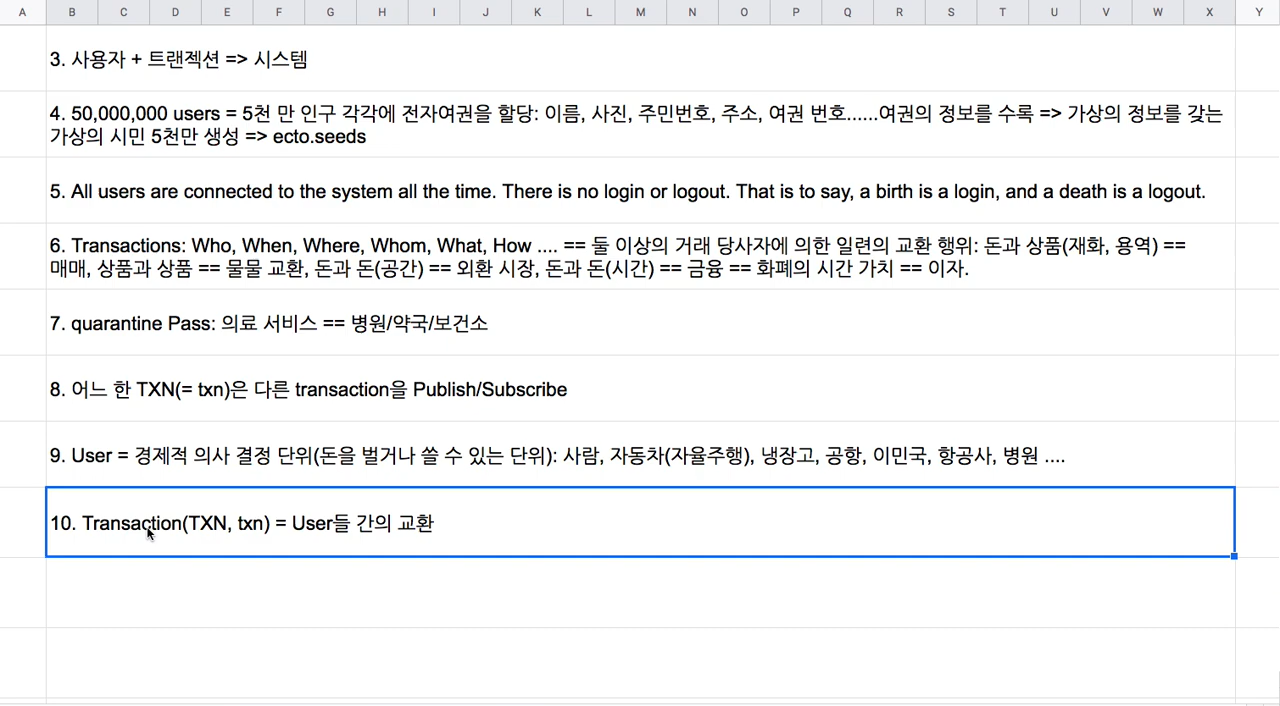 A B C D E F G H I J K L M N O P Q R S T U V W X Y
3. 사용자 + 트랜젝션 => 시스템
4. 50,000,000 users = 5천 만 인구 각각에 전자여권을 할당: 이름, 사진, 주민번호, 주소, 여권 번호......여권의 정보를 수록 => 가상의 정보를 갖는
가상의 시민 5천만 생성 => ecto.seeds
5. All users are connected to the system all the time. There is no login or logout. That is to say, a birth is a login, and a death is a logout.
6. Transactions: Who, When, Where, Whom, What, How .... == 둘 이상의 거래 당사자에 의한 일련의 교환 행위: 돈과 상품(재화, 용역) ==
매매, 상품과 상품 == 물물 교환, 돈과 돈(공간) == 외환 시장, 돈과 돈(시간) == 금융 == 화폐의 시간 가치 == 이자.
7. quarantine Pass: 의료 서비스 == 병원/약국/보건소
8. 어느 한 TXN(= txn)은 다른 transaction을 Publish/Subscribe
9. User = 경제적 의사 결정 단위(돈을 벌거나 쓸 수 있는 단위): 사람, 자동차(자율주행), 냉장고, 공항, 이민국, 항공사, 병원 ....
10. Transaction(TXN, txn) = User들 간의 교환